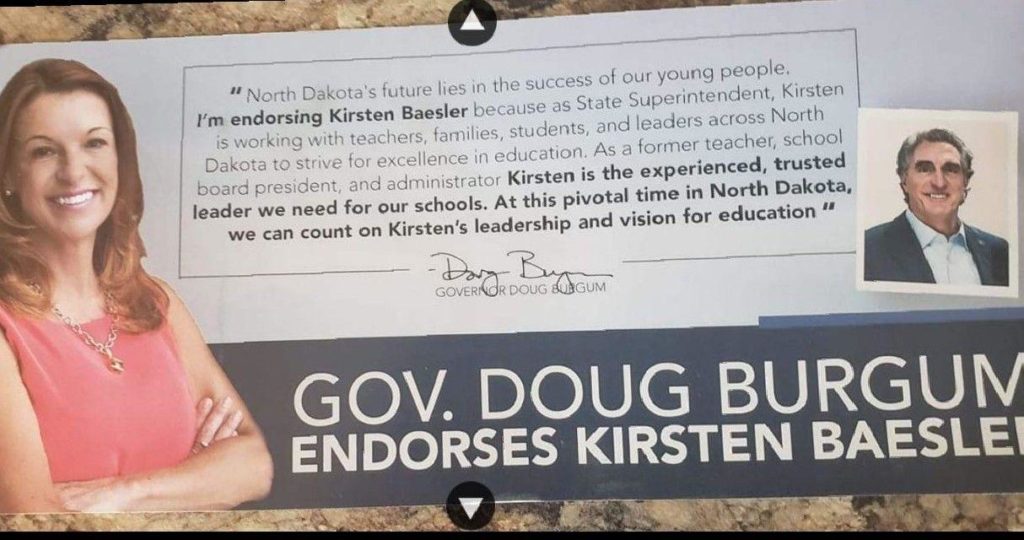 " North Dakota's future lies in the success of our young people.
I'm endorsing Kirsten Baesler because as State Superintendent, Kirsten
is working with teachers, families, students, and leaders across North
Dakota to strive for excellence in education. As a former teacher, school
board president, and administrator Kirsten is the experienced, trusted
leader we need for our schools. At this pivotal time in North Dakota,
we can count on Kirsten's leadership and vision for education "
-Doug Burgum
GOVERNOR DOUG BURGUM
GOV. DOUG BURGUM
ENDORSES KIRSTEN BAESLER